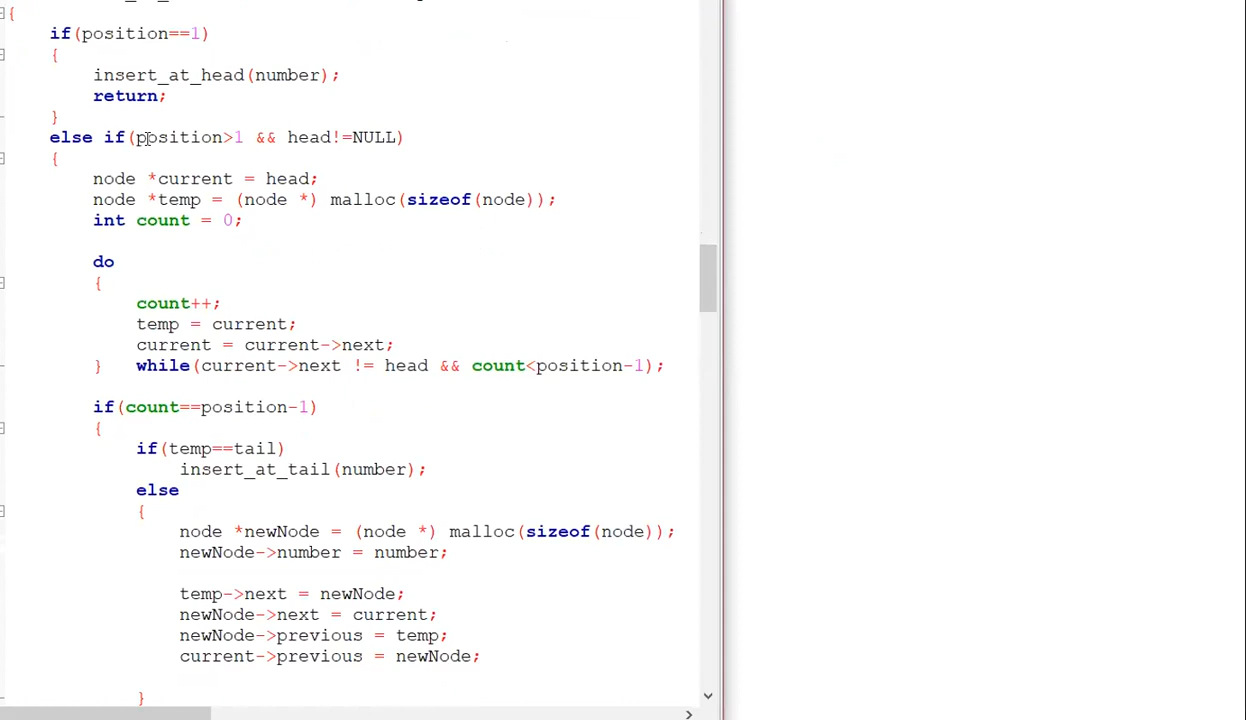 {
if(position==1)
{
insert_at_head(number);
return;
}
else if(position>1 && head!=NULL)
{
node *current = head;
node *temp = (node *) malloc(sizeof(node));
int count = 0;
do
{
count++;
temp = current;
current = current->next;
} while(current->next != head && count<position-1);
if(count==position-1)
{
if(temp==tail)
insert_at_tail(number);
else
{
node *newNode = (node *) malloc(sizeof(node));
newNode->number = number;
temp->next = newNode;
newNode->next = current;
newNode->previous = temp;
current->previous = newNode;
}